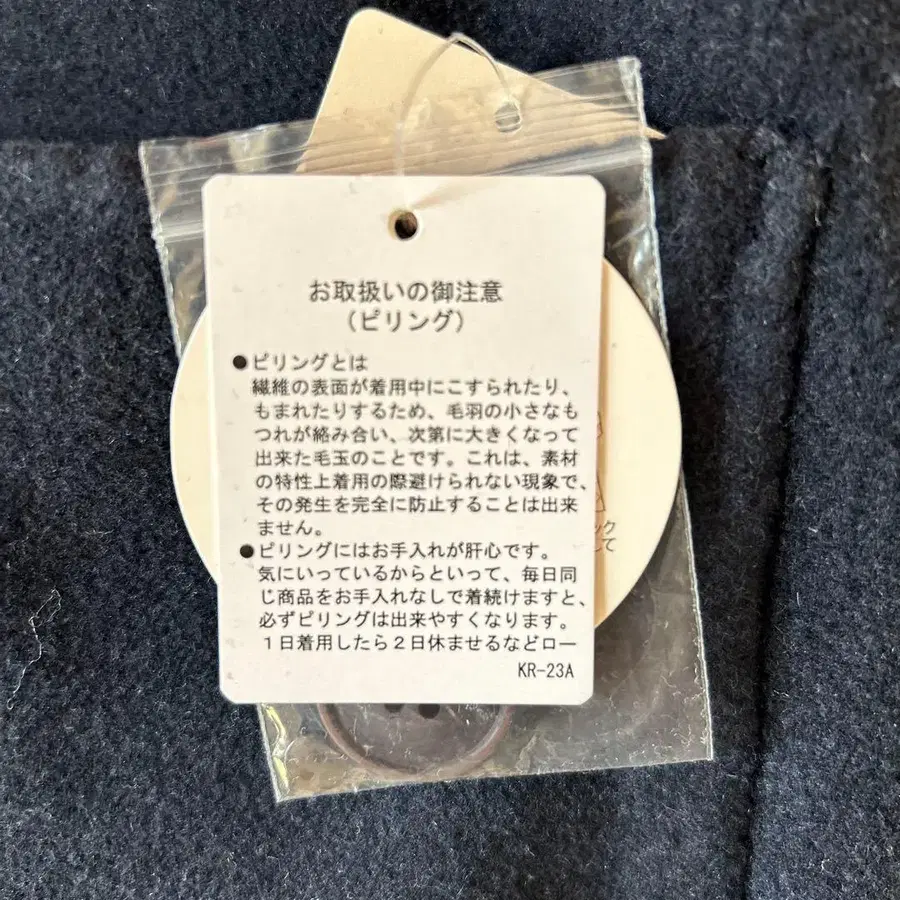 お取扱いの御注意
(ピリング)
●ピリングとは
繊維の表面が着用中にこすられたり、
もまれたりするため、毛羽の小さなも
つれが絡み合い、次第に大きくなって
出来た毛玉のことです。これは、素材
の特性上着用の際避けられない現象で、
その発生を完全に防止することは出来
ません。
●ピリングにはお手入れが肝心です。
気にいっているからといって、毎日同
じ商品をお手入れなしで着続けますと、
必ずピリングは出来やすくなります。
1日着用したら2日休ませるなどロー
KR-23A
ック
して